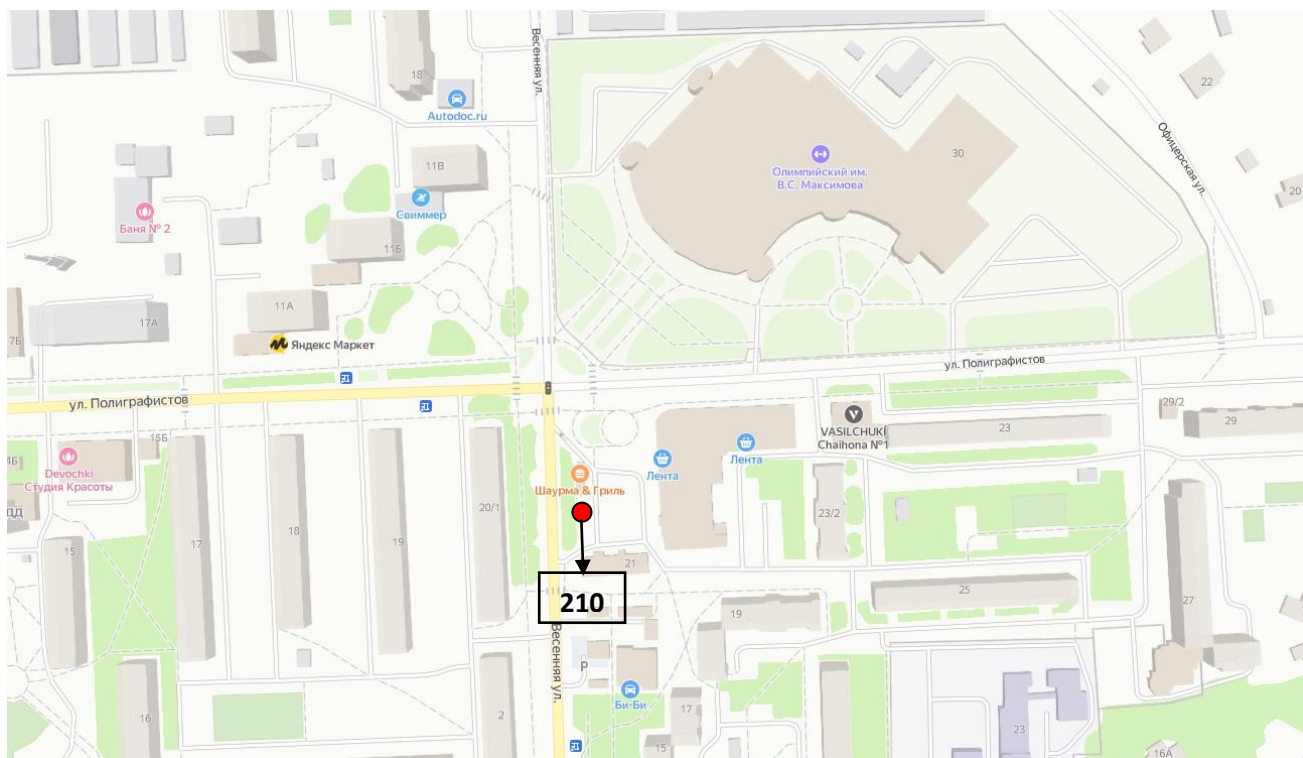 Весенняя ул.
18
Autodoc.ru
22
Офицерская ул.
Олимпийский им.
В.С. Максимова
30
11В
Свиммер
20
Баня № 2
11Б
11А
17А
7Б
Яндекс Маркет
ул. Полиграфистов
ул. Полиграфистов
VASILCHUKI
Chaihona №1
23
29/2
29
15Б
Devochki
Студия Красоты
Лента
Лента
Шаурма & Гриль
20/1
23/2
ДД
15
17
18
19
21
210
25
27
19
Весенняя ул.
P
Би-Би
17
16
2
15
23
16А